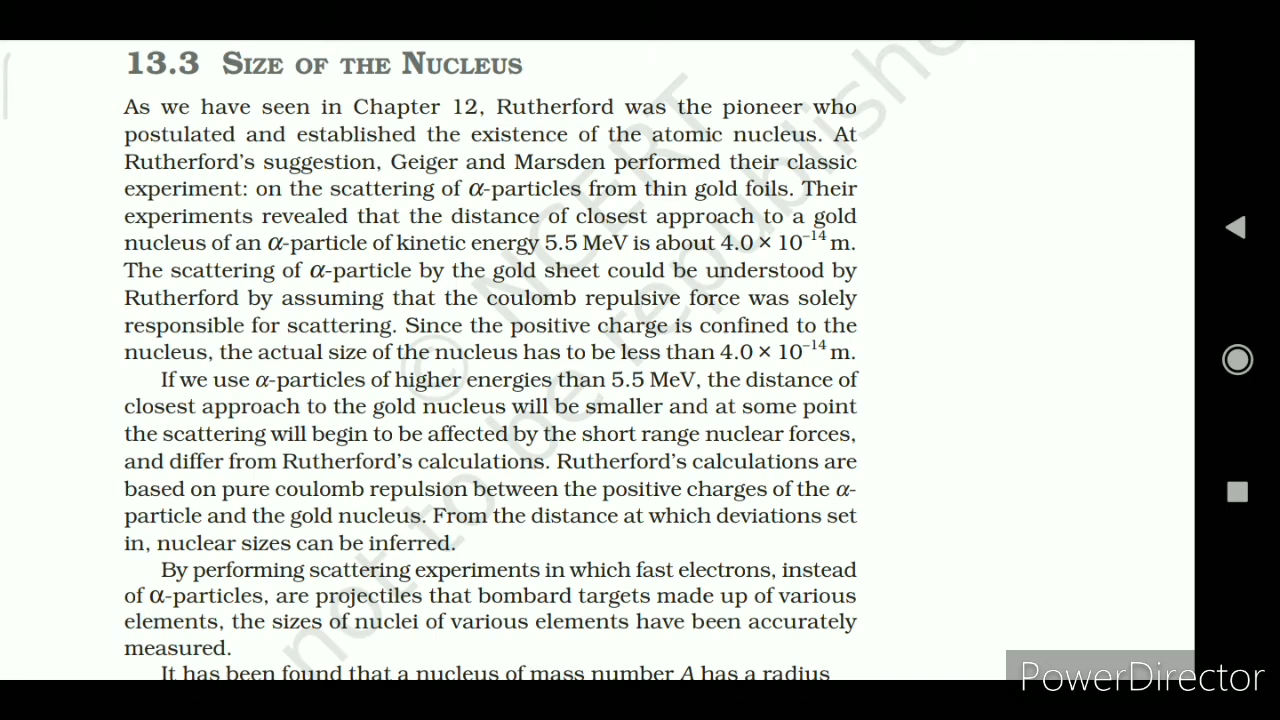 13.3 SIZE OF THE NUCLEUS
As we have seen in Chapter 12, Rutherford was the pioneer who
postulated and established the existence of the atomic nucleus. At
Rutherford's suggestion, Geiger and Marsden performed their classic
experiment: on the scattering of α-particles from thin gold foils. Their
experiments revealed that the distance of closest approach to a gold
nucleus of an α-particle of kinetic energy 5.5 MeV is about 4.0 × 10⁻¹⁴ m.
The scattering of α-particle by the gold sheet could be understood by
Rutherford by assuming that the coulomb repulsive force was solely
responsible for scattering. Since the positive charge is confined to the
nucleus, the actual size of the nucleus has to be less than 4.0 × 10⁻¹⁴ m.
If we use α-particles of higher energies than 5.5 MeV, the distance of
closest approach to the gold nucleus will be smaller and at some point
the scattering will begin to be affected by the short range nuclear forces,
and differ from Rutherford's calculations. Rutherford's calculations are
based on pure coulomb repulsion between the positive charges of the α-
particle and the gold nucleus. From the distance at which deviations set
in, nuclear sizes can be inferred.
By performing scattering experiments in which fast electrons, instead
of α-particles, are projectiles that bombard targets made up of various
elements, the sizes of nuclei of various elements have been accurately
measured.
It has been found that a nucleus of mass number A has a radius
© NCERT
not to be republished
PowerDirector